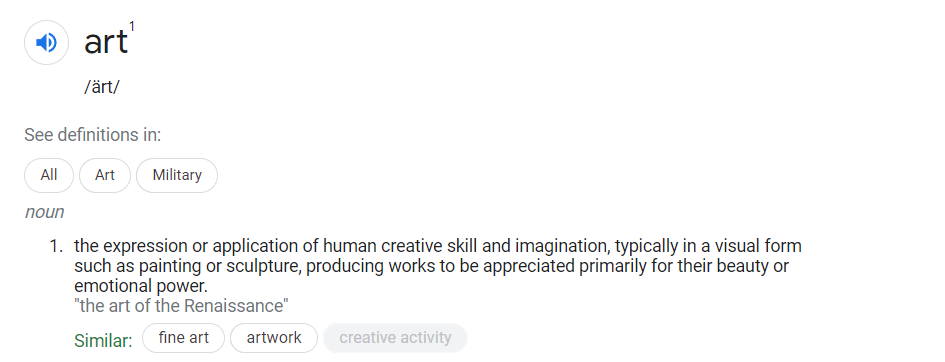 art1
/ärt/
See definitions in:
All Art Military
noun
1. the expression or application of human creative skill and imagination, typically in a visual form
such as painting or sculpture, producing works to be appreciated primarily for their beauty or
emotional power.
"the art of the Renaissance"
Similar: fine art artwork creative activity